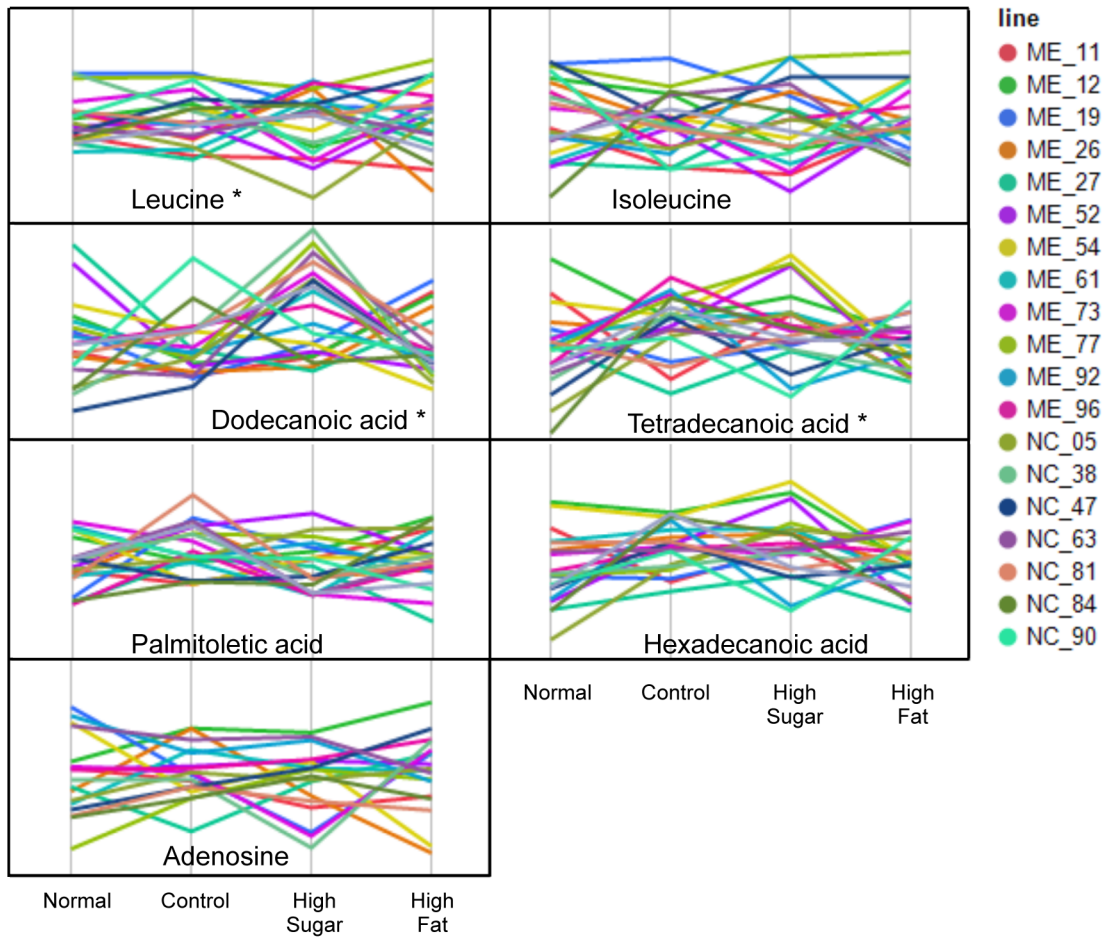 line
ME_11
ME_12
ME_19
ME_26
ME_27
ME_52
ME_54
ME_61
ME_73
ME_77
ME_92
ME_96
NC_05
NC_38
NC_47
NC_63
NC_81
NC_84
NC_90
Leucine *
Isoleucine
Dodecanoic acid *
Tetradecanoic acid *
Palmitoletic acid
Hexadecanoic acid
Normal
Control
High
Sugar
High
Fat
Adenosine
Normal
Control
High
Sugar
High
Fat